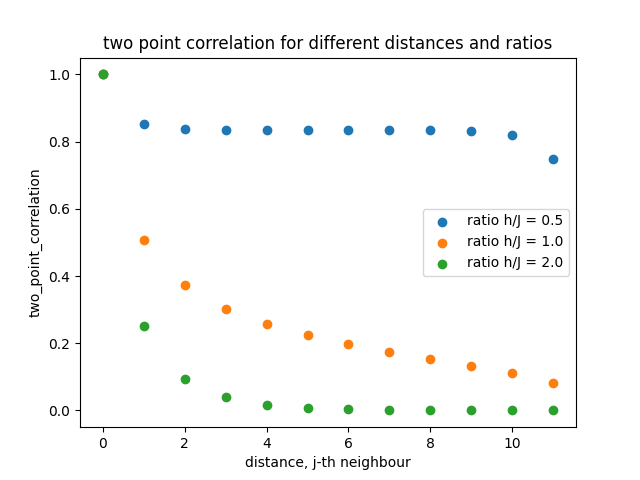 two point correlation for different distances and ratios
1.0
0.8
0.6
0.4
0.2
0.0
two_point_correlation
ratio h/J = 0.5
ratio h/J = 1.0
ratio h/J = 2.0
0 2 4 6 8 10
distance, j-th neighbour